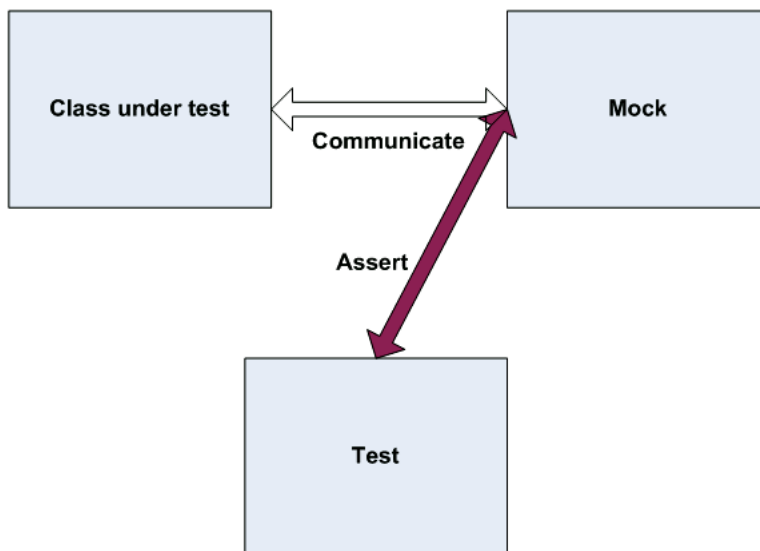 Class under test
Mock
Communicate
Assert
Test